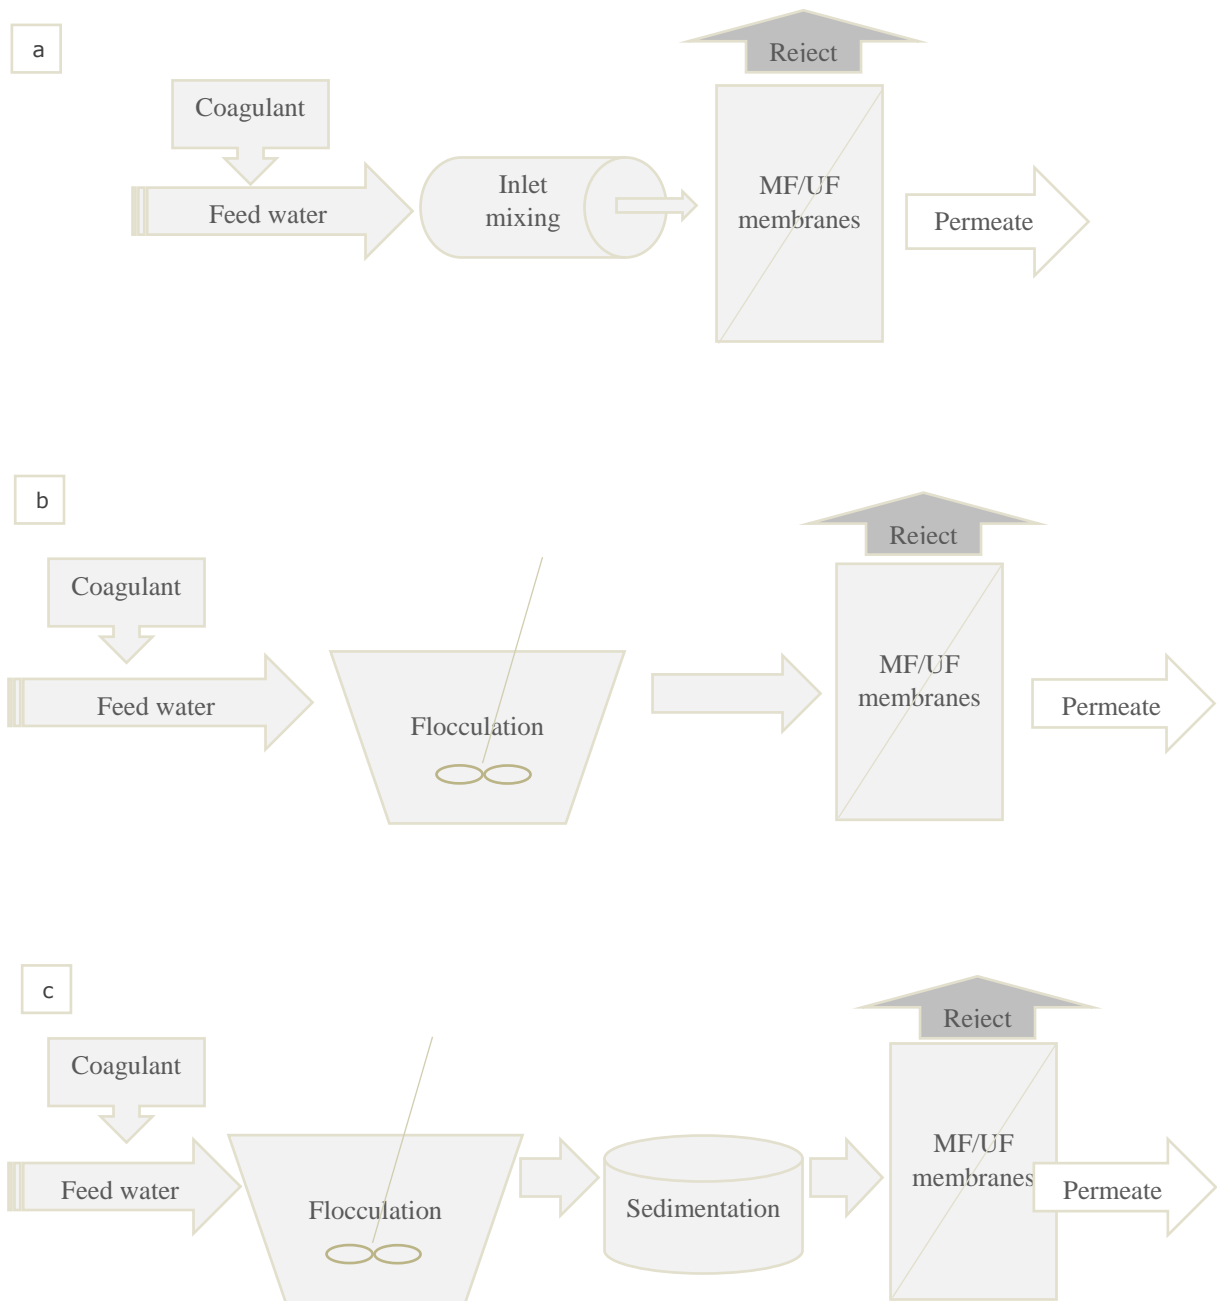 a
Reject
Coagulant
Inlet
mixing
MF/UF
membranes
Feed water
Permeate
b
Reject
Coagulant
MF/UF
membranes
Feed water
Flocculation
Permeate
c
Reject
Coagulant
MF/UF
membranes
Feed water
Flocculation
Sedimentation
Permeate